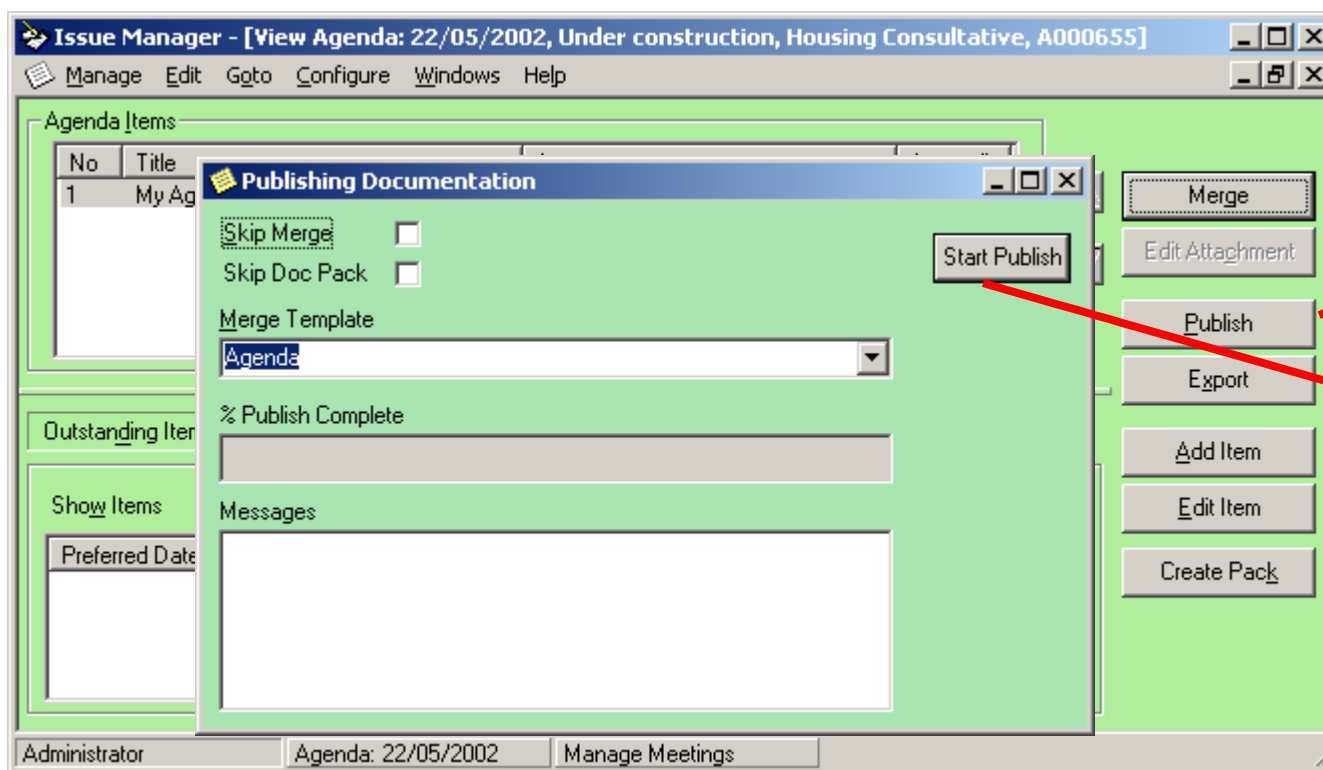 Issue Manager - [View Agenda: 22/05/2002, Under construction, Housing Consultative, A000655]
Manage Edit Goto Configure Windows Help
Agenda Items
No Title
1 My Ag
Publishing Documentation
Skip Merge
Skip Doc Pack
Start Publish
Merge Template
Agenda
% Publish Complete
Messages
Merge
Edit Attachment
Publish
Export
Add Item
Edit Item
Create Pack
Outstanding Iter
Show Items
Preferred Date
Administrator Agenda: 22/05/2002 Manage Meetings